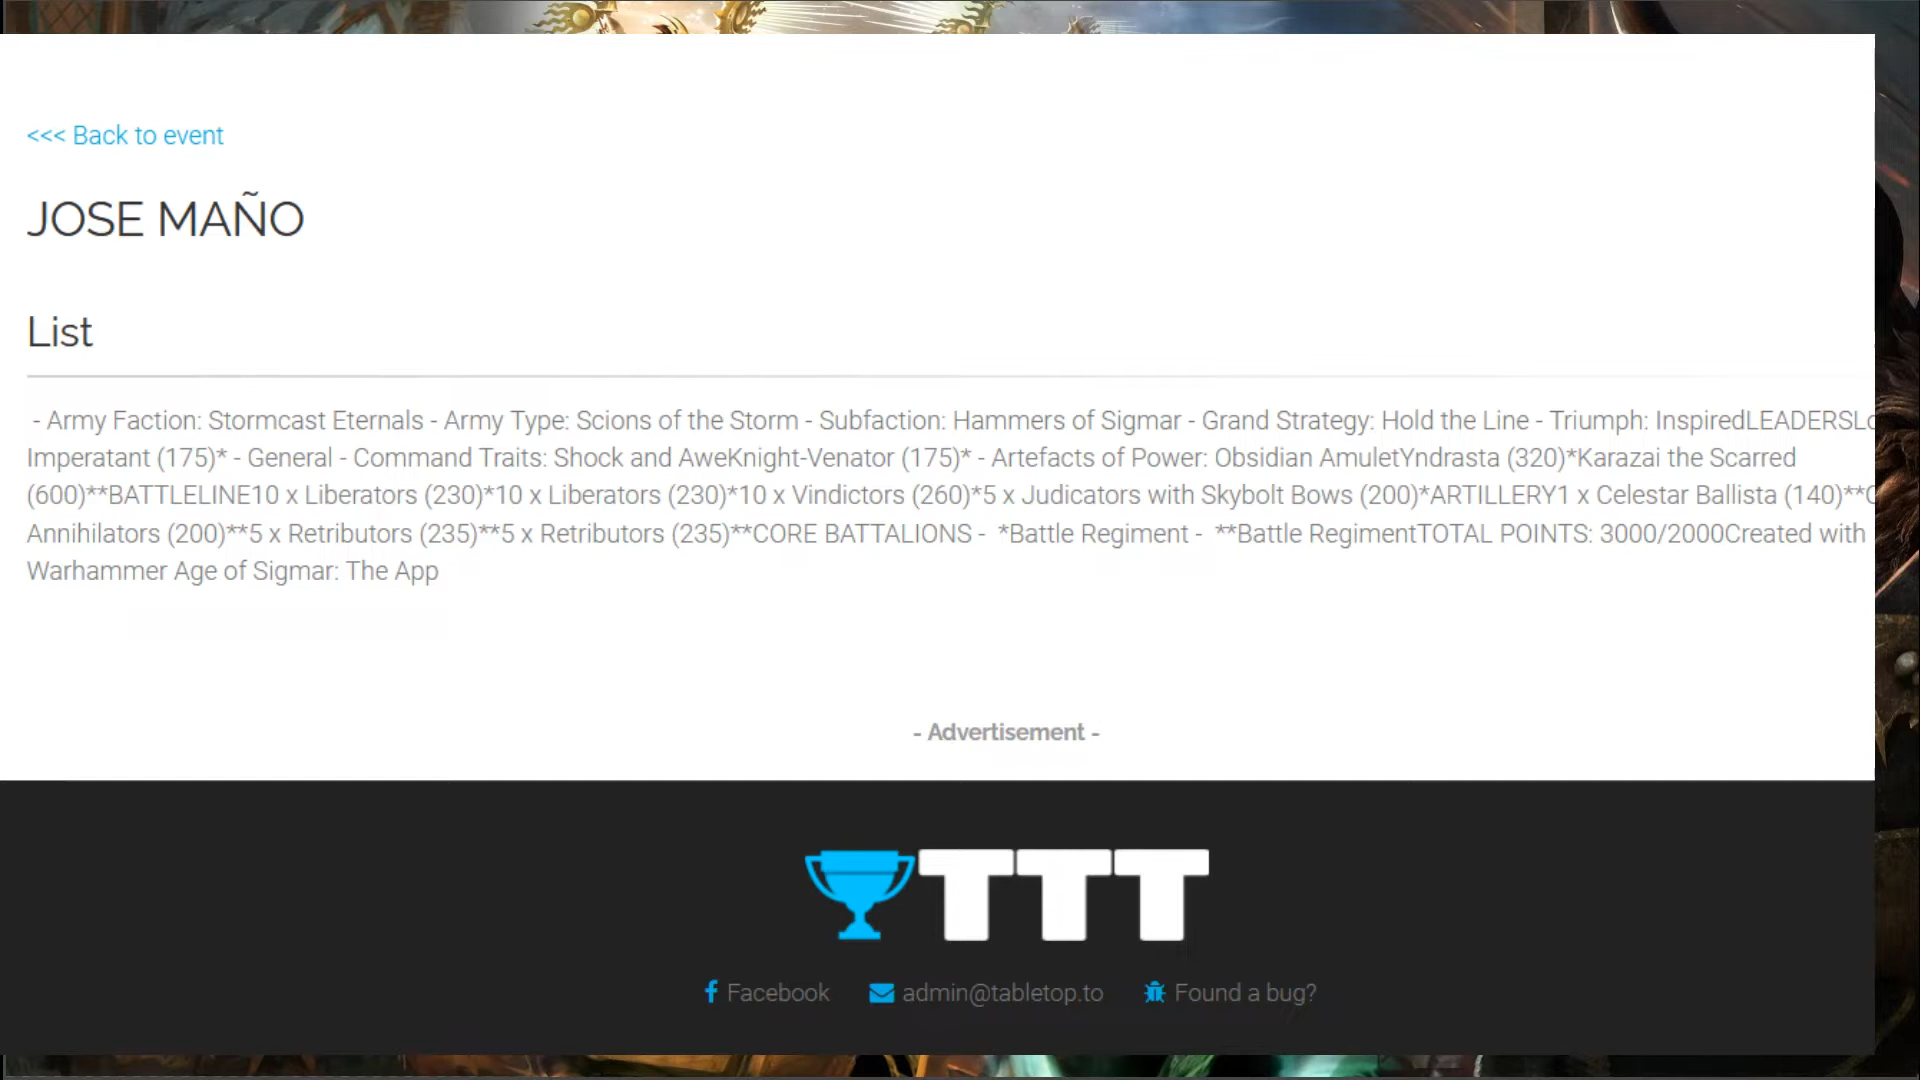 <<< Back to event
JOSE MAÑO
List
- Army Faction: Stormcast Eternals - Army Type: Scions of the Storm - Subfaction: Hammers of Sigmar - Grand Strategy: Hold the Line - Triumph: InspiredLEADERSL
Imperatant (175)* - General - Command Traits: Shock and AweKnight-Venator (175)* - Artefacts of Power: Obsidian AmuletYndrasta (320)*Karazai the Scarred
(600)**BATTLELINE10 x Liberators (230)*10 x Liberators (230)*10 x Vindictors (260)*5 x Judicators with Skybolt Bows (200)*ARTILLERY1 x Celestar Ballista (140)**
Annihilators (200)**5 x Retributors (235)**5 x Retributors (235)**CORE BATTALIONS - *Battle Regiment - **Battle RegimentTOTAL POINTS: 3000/2000Created with
Warhammer Age of Sigmar: The App
- Advertisement -
TTT
Facebook admin@tabletop.to Found a bug?